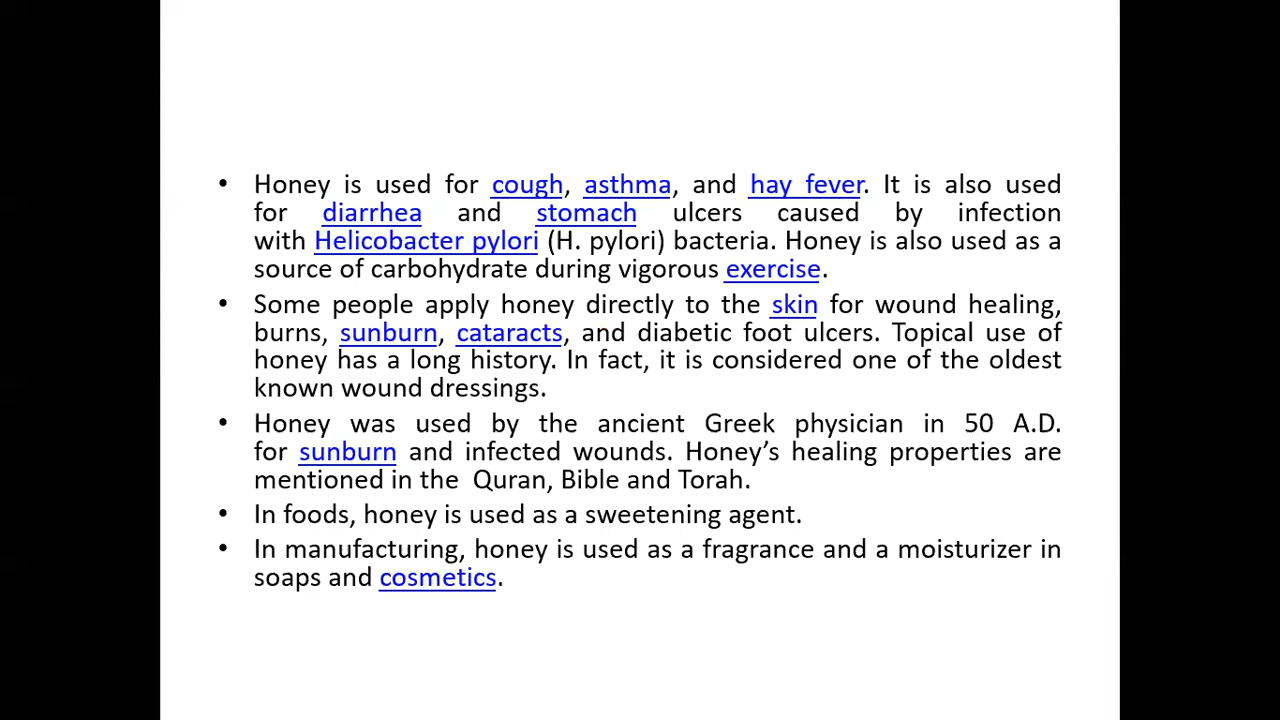 • Honey is used for cough, asthma, and hay fever. It is also used
for diarrhea and stomach ulcers caused by infection
with Helicobacter pylori (H. pylori) bacteria. Honey is also used as a
source of carbohydrate during vigorous exercise.
• Some people apply honey directly to the skin for wound healing,
burns, sunburn, cataracts, and diabetic foot ulcers. Topical use of
honey has a long history. In fact, it is considered one of the oldest
known wound dressings.
• Honey was used by the ancient Greek physician in 50 A.D.
for sunburn and infected wounds. Honey’s healing properties are
mentioned in the  Quran, Bible and Torah.
• In foods, honey is used as a sweetening agent.
• In manufacturing, honey is used as a fragrance and a moisturizer in
soaps and cosmetics.